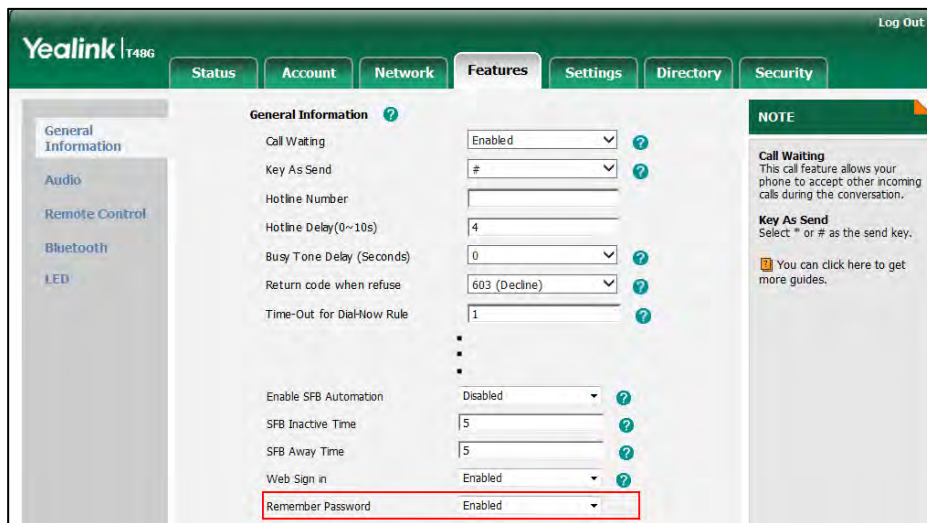 Log Out
Yealink T48G
Status Account Network Features Settings Directory Security
General Information
Audio
Remote Control
Bluetooth
LED
General Information ?
Call Waiting Enabled ?
Key As Send # ?
Hotline Number
Hotline Delay(0~10s) 4
Busy Tone Delay (Seconds) 0 ?
Return code when refuse 603 (Decline) ?
Time-Out for Dial-Now Rule 1 ?
Enable SFB Automation Disabled ?
SFB Inactive Time 5 ?
SFB Away Time 5 ?
Web Sign in Enabled ?
Remember Password Enabled
NOTE
Call Waiting
This call feature allows your
phone to accept other incoming
calls during the conversation.
Key As Send
Select * or # as the send key.
? You can click here to get
more guides.